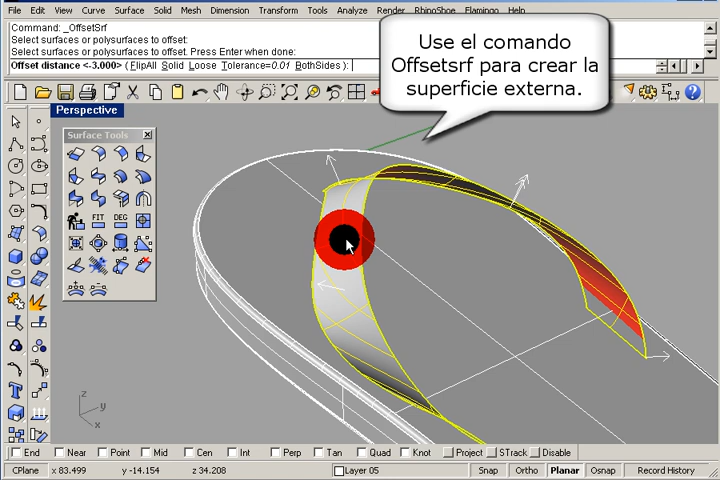 File Edit View Curve Surface Solid Mesh Dimension Transform Tools Analyze Render RhinoShoe Flamingo Help
Command: _OffsetSrf
Select surfaces or polysurfaces to offset:
Select surfaces or polysurfaces to offset. Press Enter when done:
Offset distance <-3.000> ( FlipAll Solid Loose Tolerance=0.01 BothSides ):
Use el comando
Offsetsrf para crear la
superficie externa.
Perspective
Surface Tools
FIT DEG
z
y
x
End Near Point Mid Cen Int Perp Tan Quad Knot Project STrack Disable
CPlane x 83.499 y -14.154 z 34.208 Layer 05 Snap Ortho Planar Osnap Record History